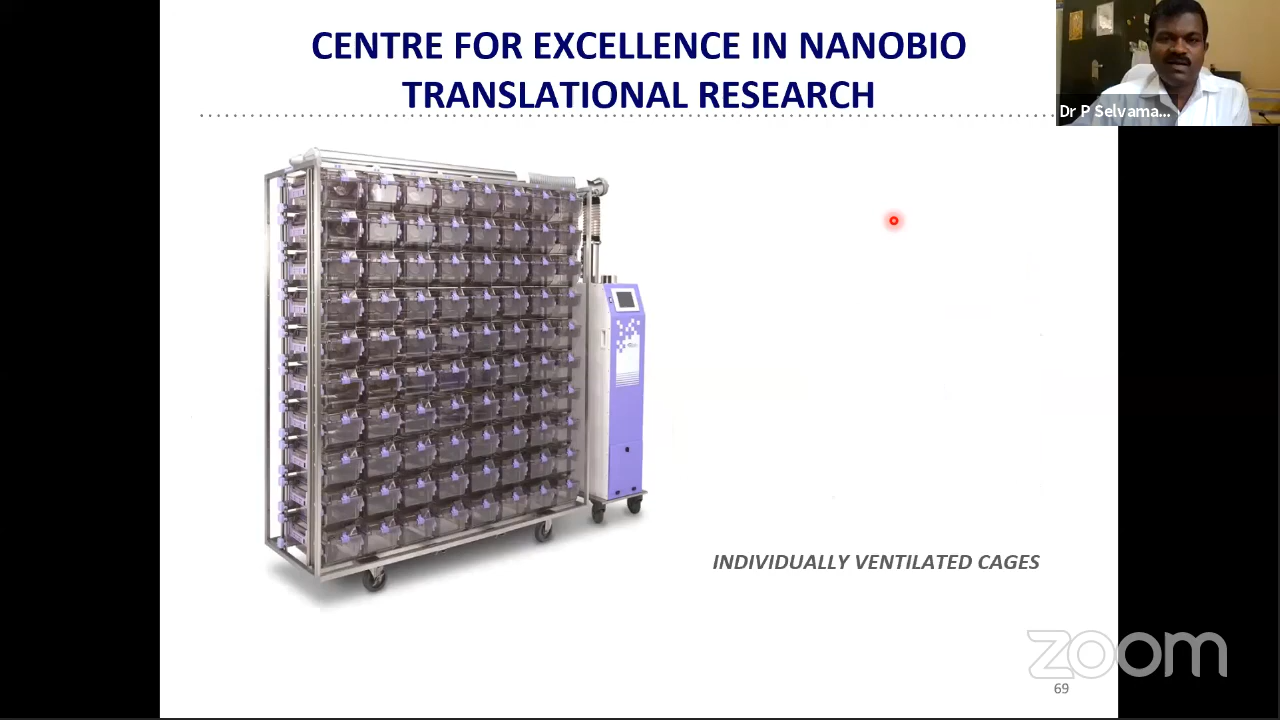 CENTRE FOR EXCELLENCE IN NANOBIO
TRANSLATIONAL RESEARCH
Dr P Selvama...
INDIVIDUALLY VENTILATED CAGES
zoom
69